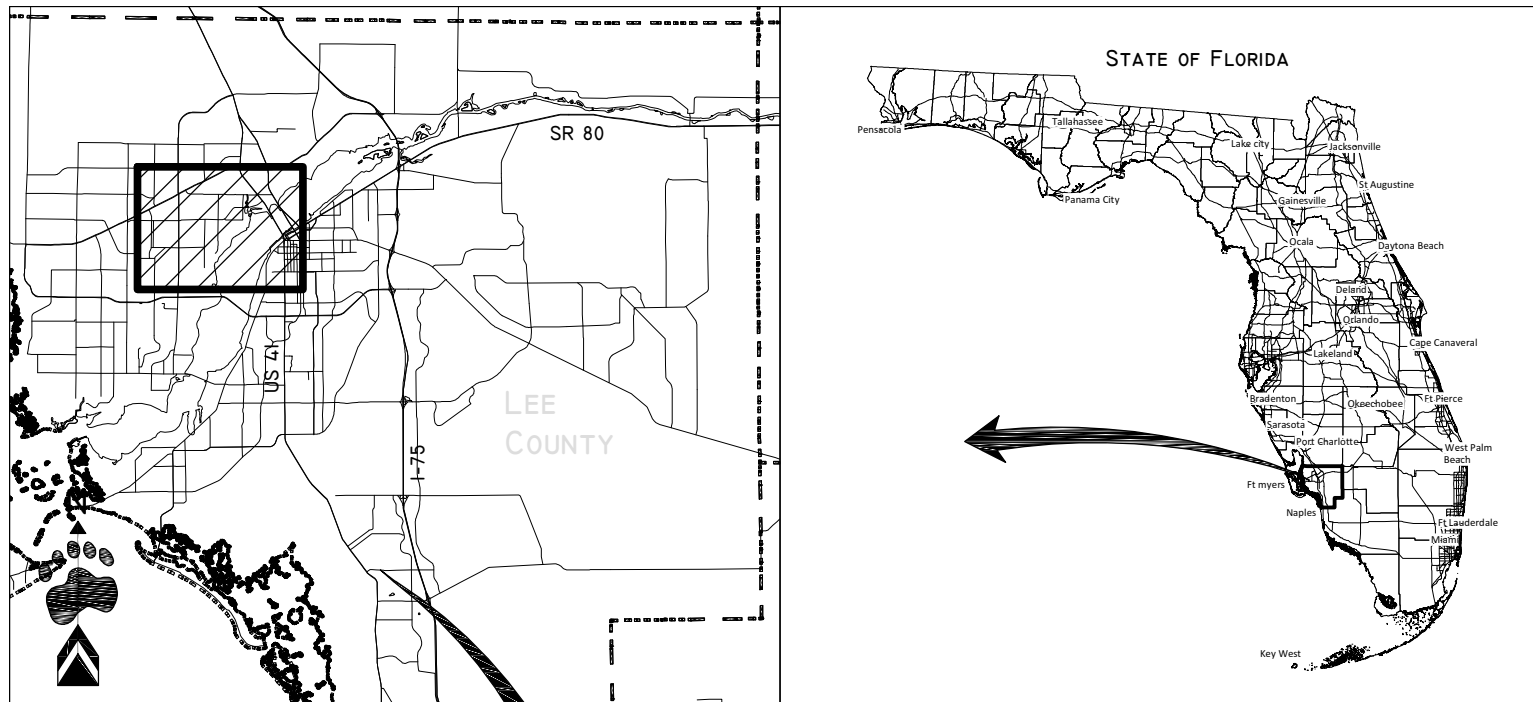 SR 80
US 41
LEE
COUNTY
I-75
STATE OF FLORIDA
Pensacola
Tallahassee
Panama City
Lake city
Jacksonville
St Augustine
Gainesville
Ocala
Daytona Beach
Deland
Orlando
Cape Canaveral
Lakeland
Bradenton
Okeechobee
Ft Pierce
Sarasota
Port Charlotte
West Palm
Beach
Ft myers
Naples
Ft Lauderdale
Miami
Key West